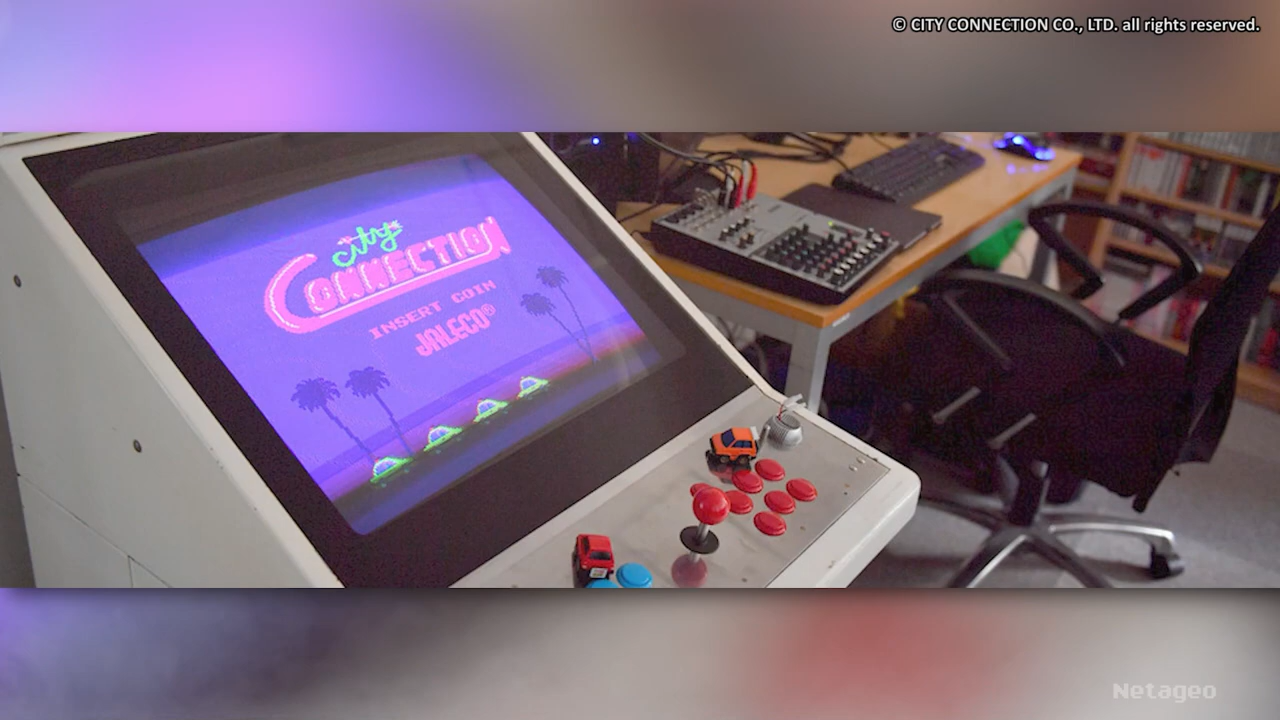 © CITY CONNECTION CO., LTD. all rights reserved.
city
CONNECTION
INSERT COIN
JALECO®
Netageo